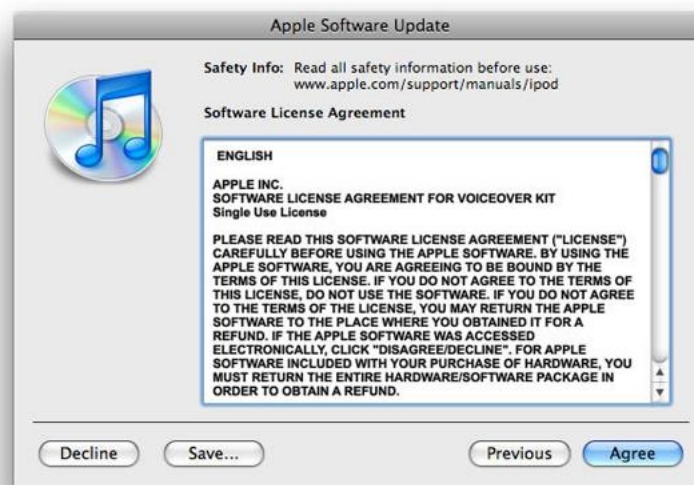 Apple Software Update
Safety Info: Read all safety information before use:
www.apple.com/support/manuals/ipod
Software License Agreement
ENGLISH
APPLE INC.
SOFTWARE LICENSE AGREEMENT FOR VOICEOVER KIT
Single Use License
PLEASE READ THIS SOFTWARE LICENSE AGREEMENT ("LICENSE")
CAREFULLY BEFORE USING THE APPLE SOFTWARE. BY USING THE
APPLE SOFTWARE, YOU ARE AGREEING TO BE BOUND BY THE
TERMS OF THIS LICENSE. IF YOU DO NOT AGREE TO THE TERMS OF
THIS LICENSE, DO NOT USE THE SOFTWARE. IF YOU DO NOT AGREE
TO THE TERMS OF THE LICENSE, YOU MAY RETURN THE APPLE
SOFTWARE TO THE PLACE WHERE YOU OBTAINED IT FOR A
REFUND. IF THE APPLE SOFTWARE WAS ACCESSED
ELECTRONICALLY, CLICK "DISAGREE/DECLINE". FOR APPLE
SOFTWARE INCLUDED WITH YOUR PURCHASE OF HARDWARE, YOU
MUST RETURN THE ENTIRE HARDWARE/SOFTWARE PACKAGE IN
ORDER TO OBTAIN A REFUND.
Decline Save... Previous Agree